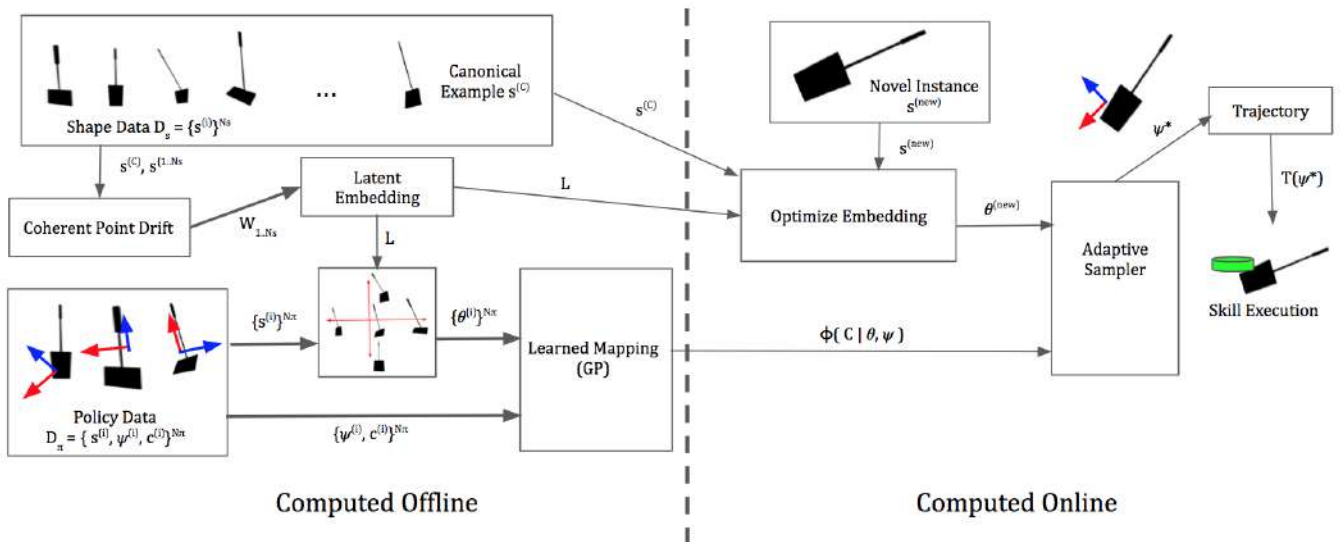 ...
Canonical
Example s⁽ᶜ⁾
Shape Data Dₛ = {s⁽ⁱ⁾}ᴺˢ
s⁽ᶜ⁾, s⁽¹··ᴺˢ
Coherent Point Drift
W₁..Ns
Latent
Embedding
L
L
{s⁽ⁱ⁾}ᴺπ
{θ⁽ⁱ⁾}ᴺπ
Learned Mapping
(GP)
Policy Data
Dπ = { s⁽ⁱ⁾, ψ⁽ⁱ⁾, c⁽ⁱ⁾}ᴺπ
{ψ⁽ⁱ⁾, c⁽ⁱ⁾}ᴺπ
Computed Offline
s⁽ᶜ⁾
Novel Instance
s⁽ⁿᵉʷ⁾
s⁽ⁿᵉʷ⁾
Optimize Embedding
θ⁽ⁿᵉʷ⁾
Φ( C | θ, ψ )
Adaptive
Sampler
ψ*
Trajectory
T(ψ*)
Skill Execution
Computed Online